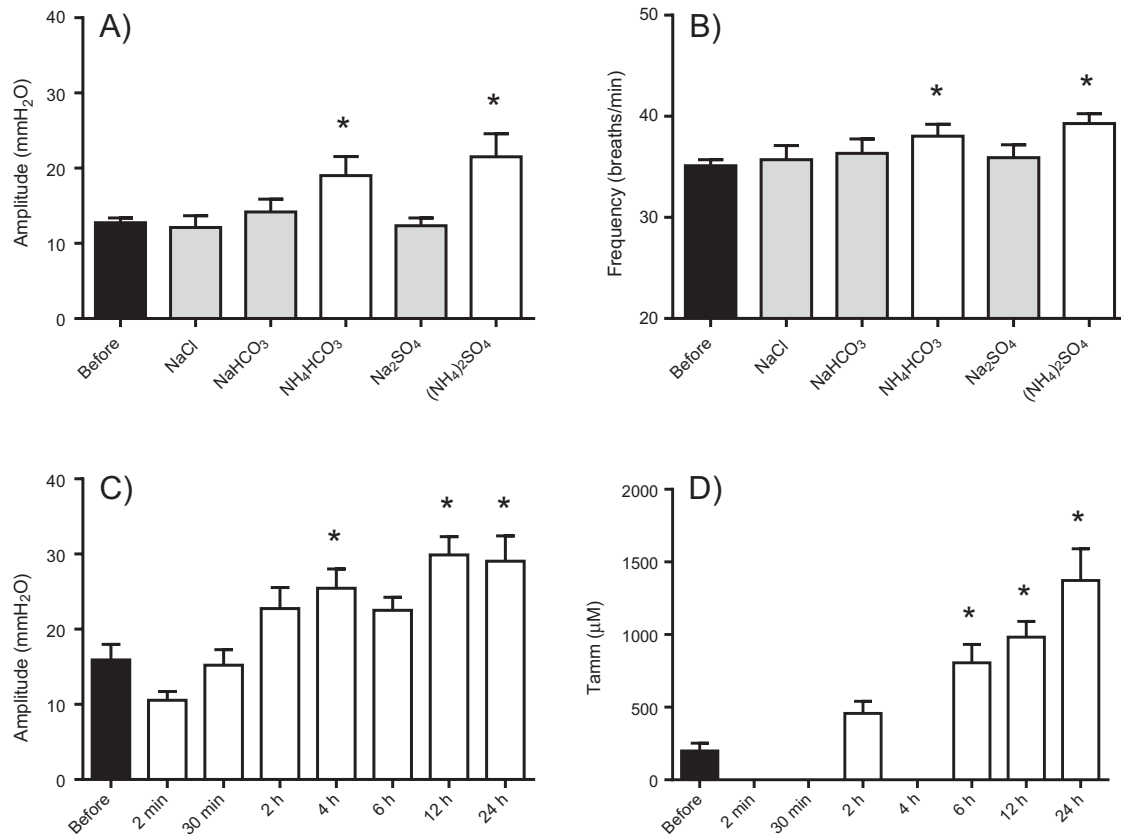 A)
Amplitude (mmH₂O)
40
30
20
10
0
*
*
Before
NaCl
NaHCO₃
NH₄HCO₃
Na₂SO₄
(NH₄)₂SO₄
B)
Frequency (breaths/min)
50
40
30
20
*
*
Before
NaCl
NaHCO₃
NH₄HCO₃
Na₂SO₄
(NH₄)₂SO₄
C)
Amplitude (mmH₂O)
40
30
20
10
0
*
*
*
Before
2 min
30 min
2 h
4 h
6 h
12 h
24 h
D)
Tamm (µM)
2000
1500
1000
500
0
*
*
*
Before
2 min
30 min
2 h
4 h
6 h
12 h
24 h